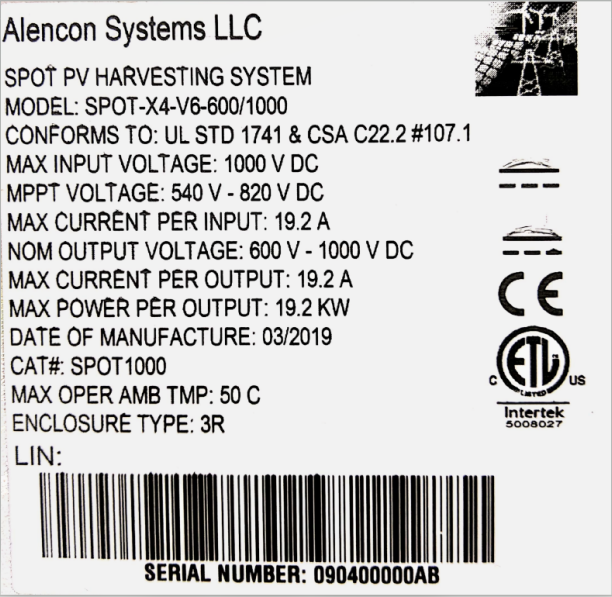 Alencon Systems LLC
SPOT PV HARVESTING SYSTEM
MODEL: SPOT-X4-V6-600/1000
CONFORMS TO: UL STD 1741 & CSA C22.2 #107.1
MAX INPUT VOLTAGE: 1000 V DC
MPPT VOLTAGE: 540 V - 820 V DC
MAX CURRENT PER INPUT: 19.2 A
NOM OUTPUT VOLTAGE: 600 V - 1000 V DC
MAX CURRENT PER OUTPUT: 19.2 A
MAX POWER PER OUTPUT: 19.2 KW
DATE OF MANUFACTURE: 03/2019
CAT#: SPOT1000
MAX OPER AMB TMP: 50 C
ENCLOSURE TYPE: 3R
LIN:
CE
C ETL US
LISTED
Intertek
5008027
SERIAL NUMBER: 090400000AB